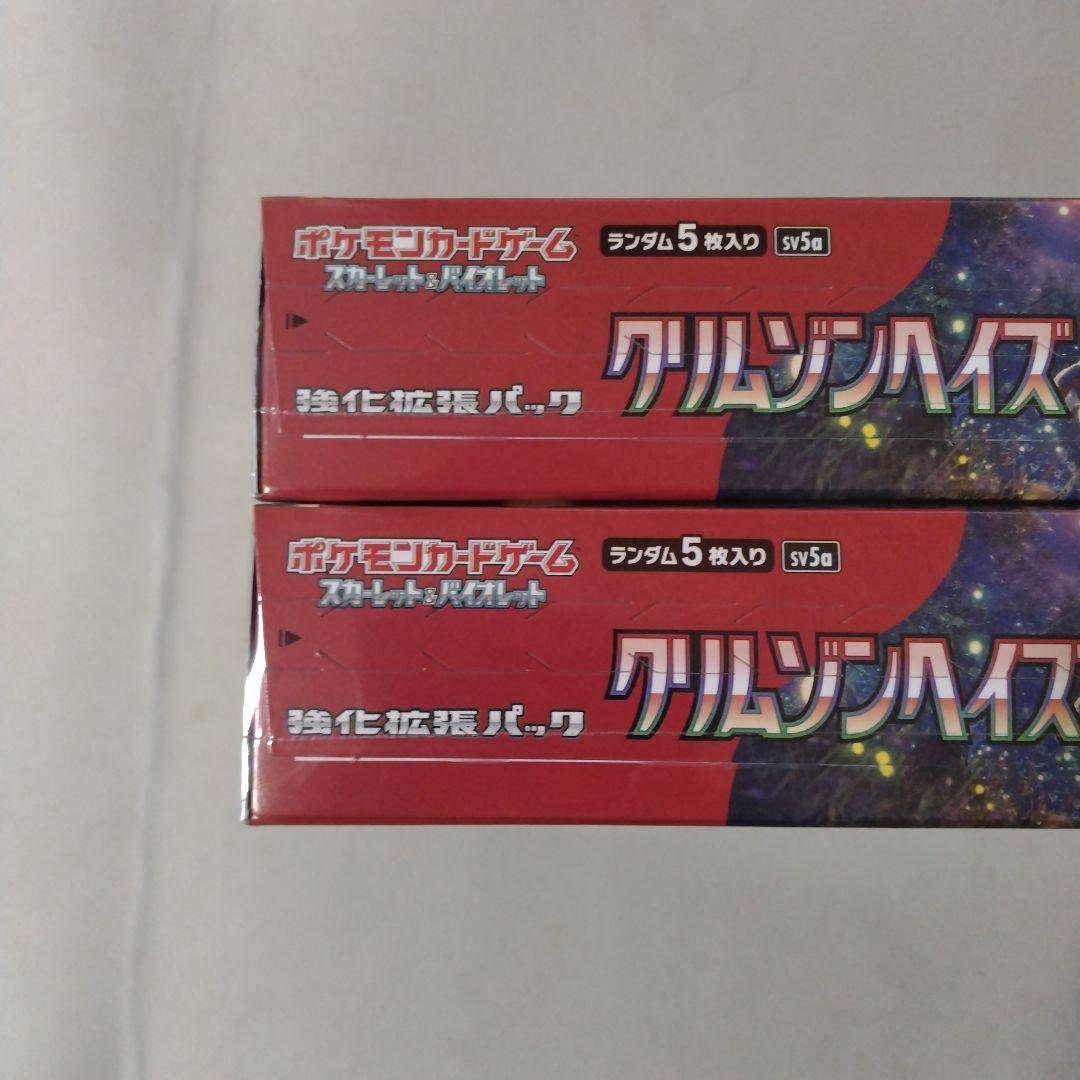 ポケモンカードゲーム
スカーレット&バイオレット
ランダム5枚入り
SV5a
強化拡張パック
クリムゾンヘイズ
ポケモンカードゲーム
スカーレット&バイオレット
ランダム5枚入り
SV5a
強化拡張パック
クリムゾンヘイズ